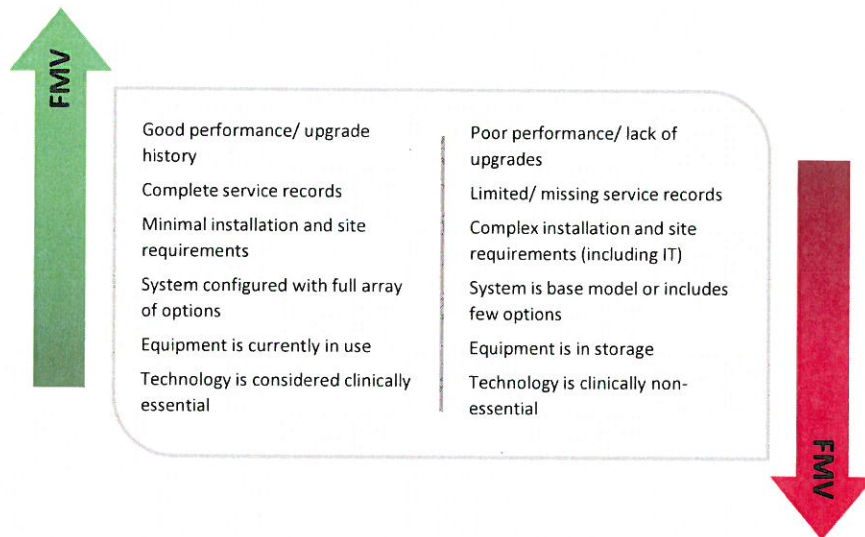 FMV
Good performance/ upgrade
history
Complete service records
Minimal installation and site
requirements
System configured with full array
of options
Equipment is currently in use
Technology is considered clinically
essential
Poor performance/ lack of
upgrades
Limited/ missing service records
Complex installation and site
requirements (including IT)
System is base model or includes
few options
Equipment is in storage
Technology is clinically non-
essential
FMV